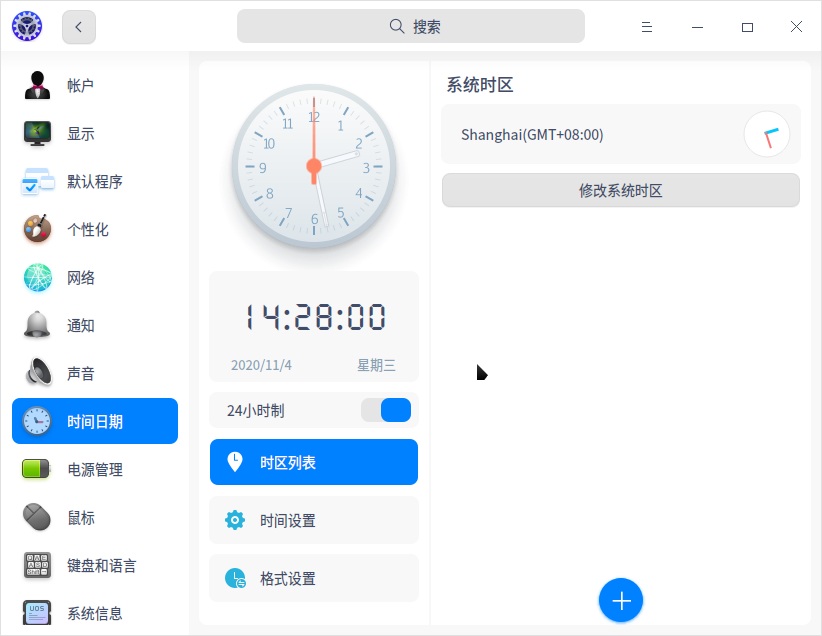 搜索
帐户
显示
默认程序
个性化
网络
通知
声音
时间日期
电源管理
鼠标
键盘和语言
UOS
系统信息
12
1
2
3
4
5
6
7
8
9
10
11
14:28:00
2020/11/4 星期三
24小时制
时区列表
时间设置
格式设置
系统时区
Shanghai(GMT+08:00)
修改系统时区